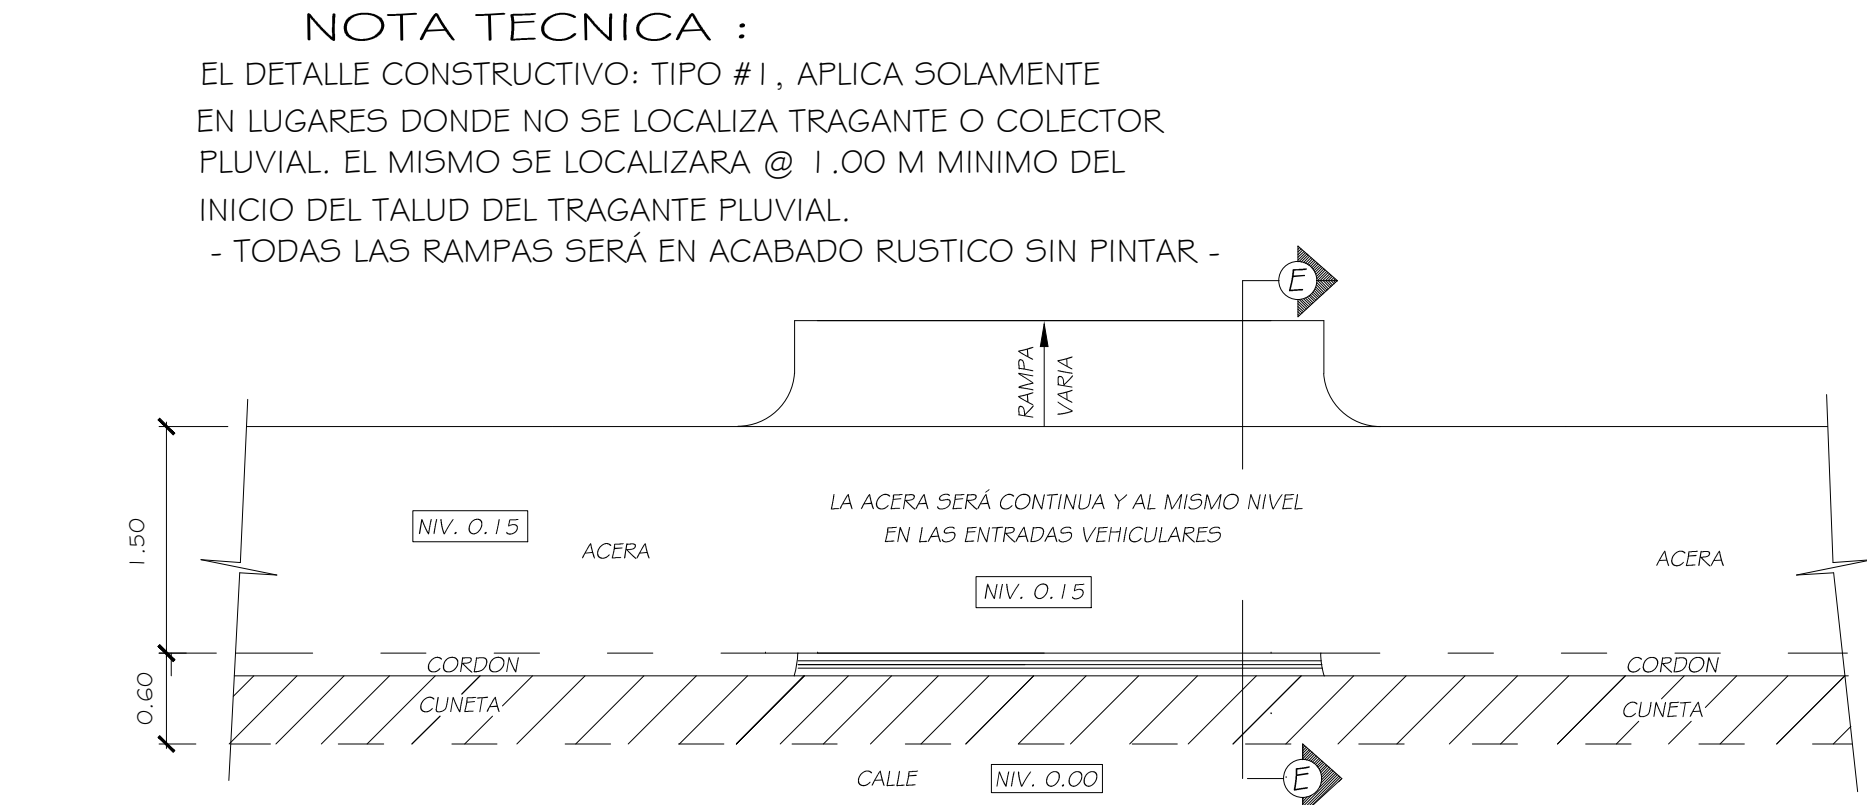 NOTA TECNICA :
EL DETALLE CONSTRUCTIVO: TIPO #1, APLICA SOLAMENTE
EN LUGARES DONDE NO SE LOCALIZA TRAGANTE O COLECTOR
PLUVIAL. EL MISMO SE LOCALIZARA @ 1.00 M MINIMO DEL
INICIO DEL TALUD DEL TRAGANTE PLUVIAL.
- TODAS LAS RAMPAS SERÁ EN ACABADO RUSTICO SIN PINTAR -
E
RAMPA
VARIA
LA ACERA SERÁ CONTINUA Y AL MISMO NIVEL
EN LAS ENTRADAS VEHICULARES
NIV. 0.15
1.50
ACERA
ACERA
NIV. 0.15
CORDON
CORDON
0.60
CUNETA
CUNETA
CALLE
NIV. 0.00
E